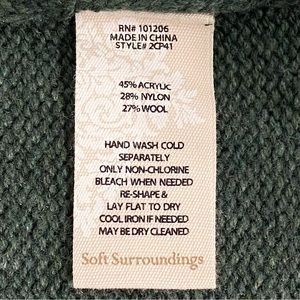 RN# 101206
MADE IN CHINA
STYLE# 2CP41
45% ACRYLIC
28% NYLON
27% WOOL
HAND WASH COLD
SEPARATELY
ONLY NON-CHLORINE
BLEACH WHEN NEEDED
RE-SHAPE &
LAY FLAT TO DRY
COOL IRON IF NEEDED
MAY BE DRY CLEANED
Soft Surroundings